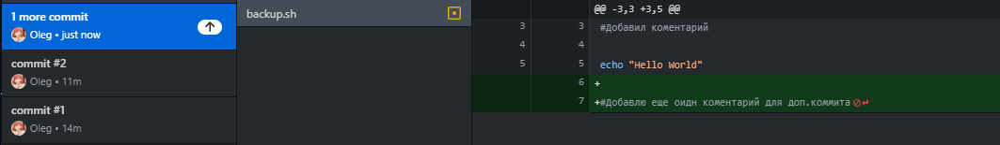 1 more commit
Oleg • just now
commit #2
Oleg • 11m
commit #1
Oleg • 14m
backup.sh
@@ -3,3 +3,5 @@
3 3 #Добавил коментарий
4 4
5 5 echo "Hello World"
6 +
7 +#Добавлю еще оидн коментарий для доп.коммита